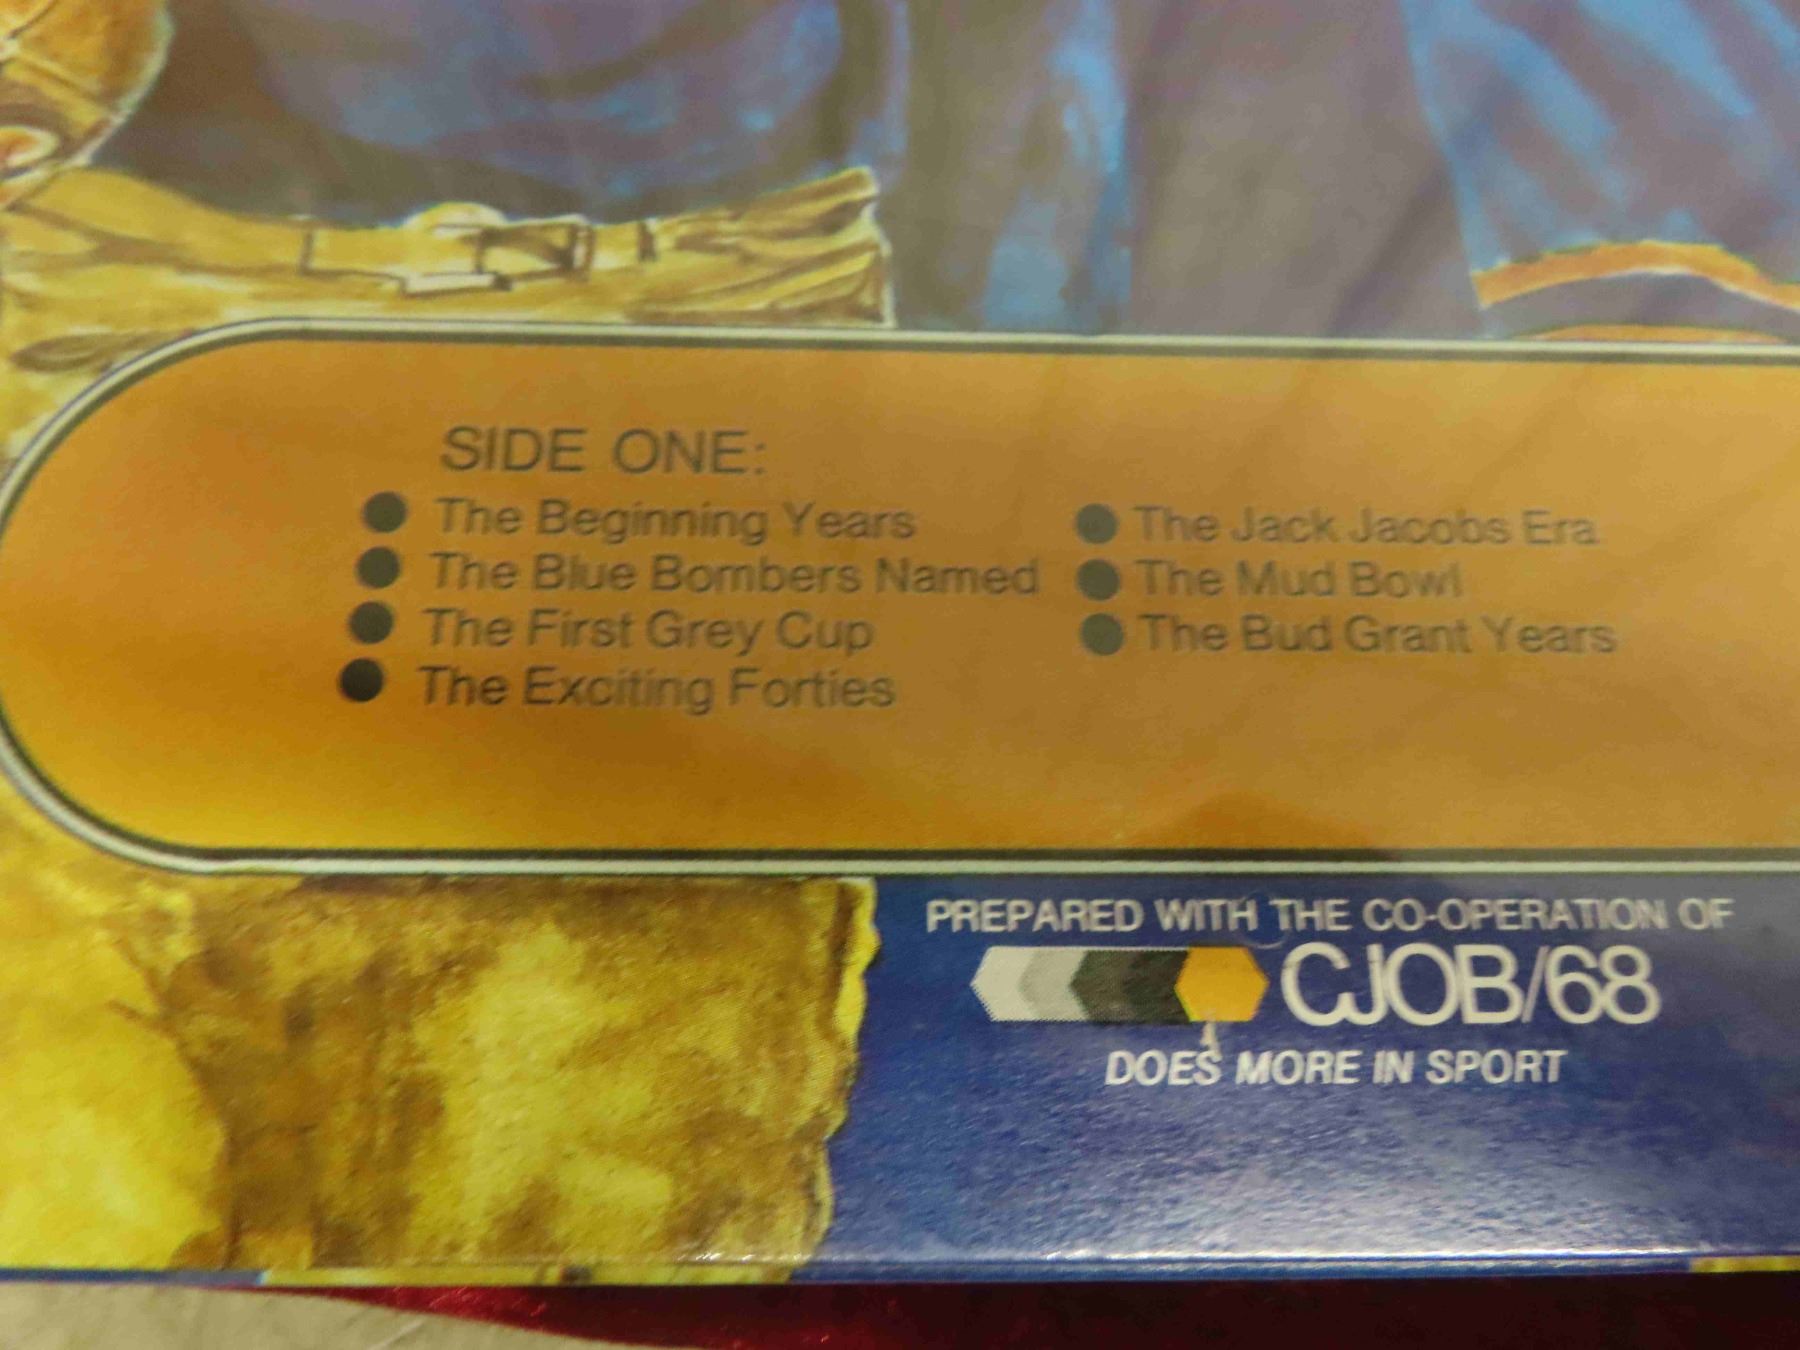 SIDE ONE:
● The Beginning Years
● The Blue Bombers Named
● The First Grey Cup
● The Exciting Forties
● The Jack Jacobs Era
● The Mud Bowl
● The Bud Grant Years
PREPARED WITH THE CO-OPERATION OF
CJOB/68
DOES MORE IN SPORT